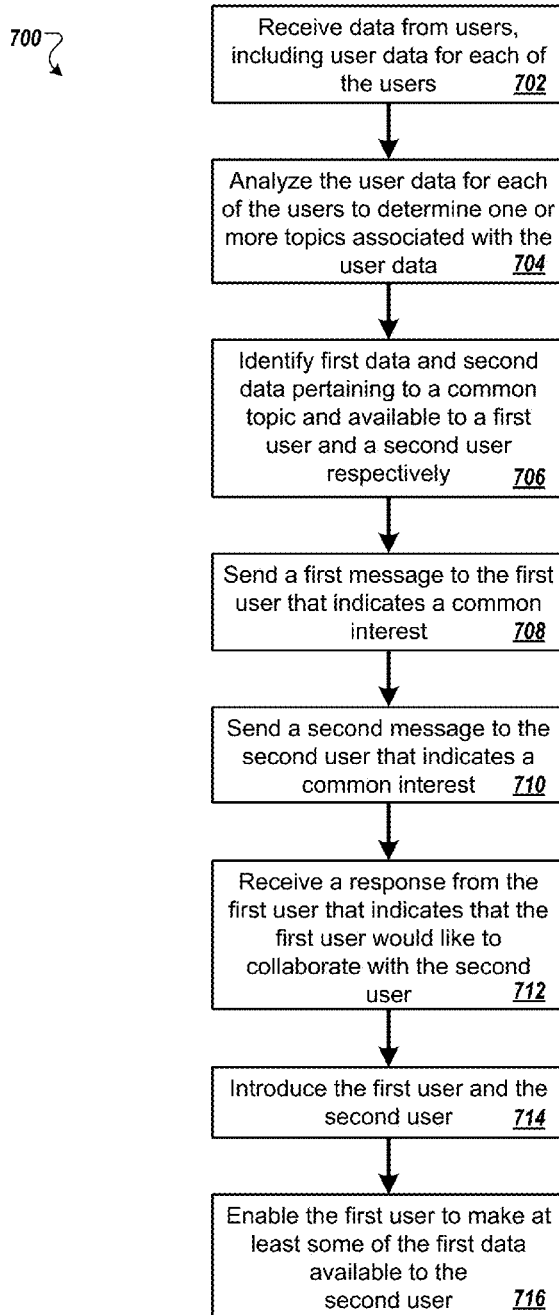 700
Receive data from users,
including user data for each of
the users 702
Analyze the user data for each
of the users to determine one or
more topics associated with the
user data 704
Identify first data and second
data pertaining to a common
topic and available to a first
user and a second user
respectively 706
Send a first message to the first
user that indicates a common
interest 708
Send a second message to the
second user that indicates a
common interest 710
Receive a response from the
first user that indicates that the
first user would like to
collaborate with the second
user 712
Introduce the first user and the
second user 714
Enable the first user to make at
least some of the first data
available to the
second user 716